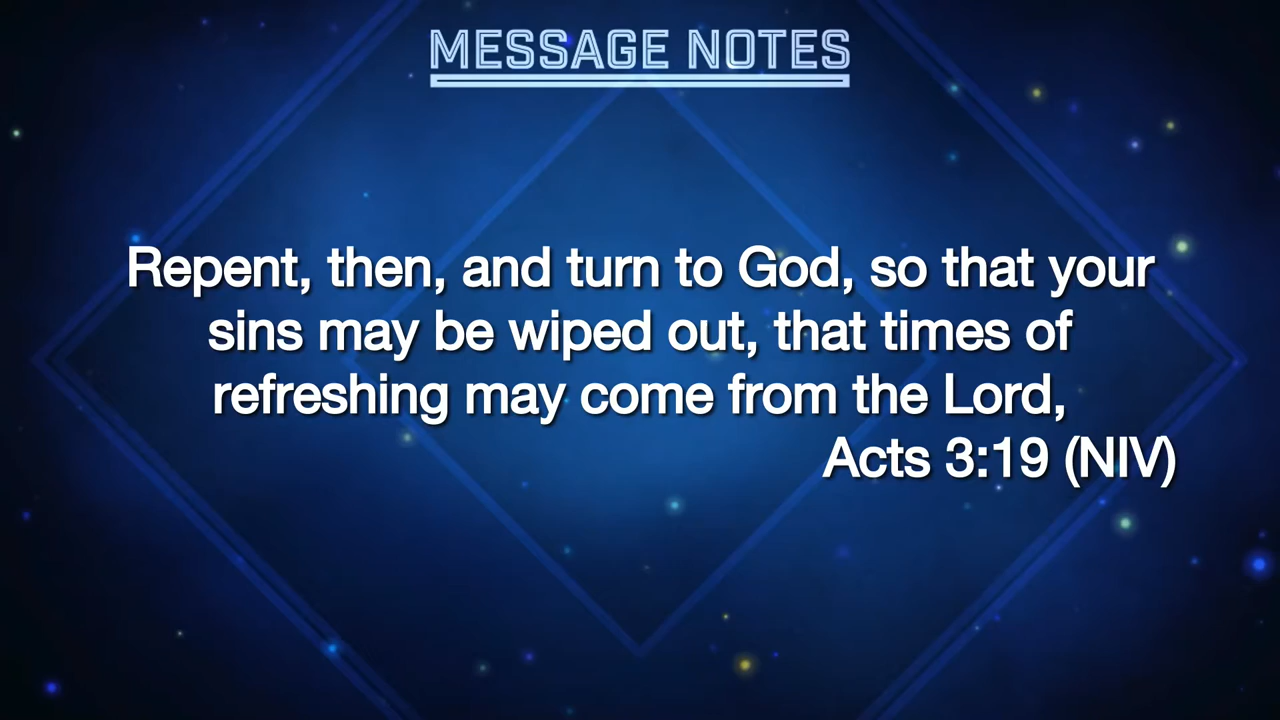 MESSAGE NOTES
Repent, then, and turn to God, so that your
sins may be wiped out, that times of
refreshing may come from the Lord,
Acts 3:19 (NIV)